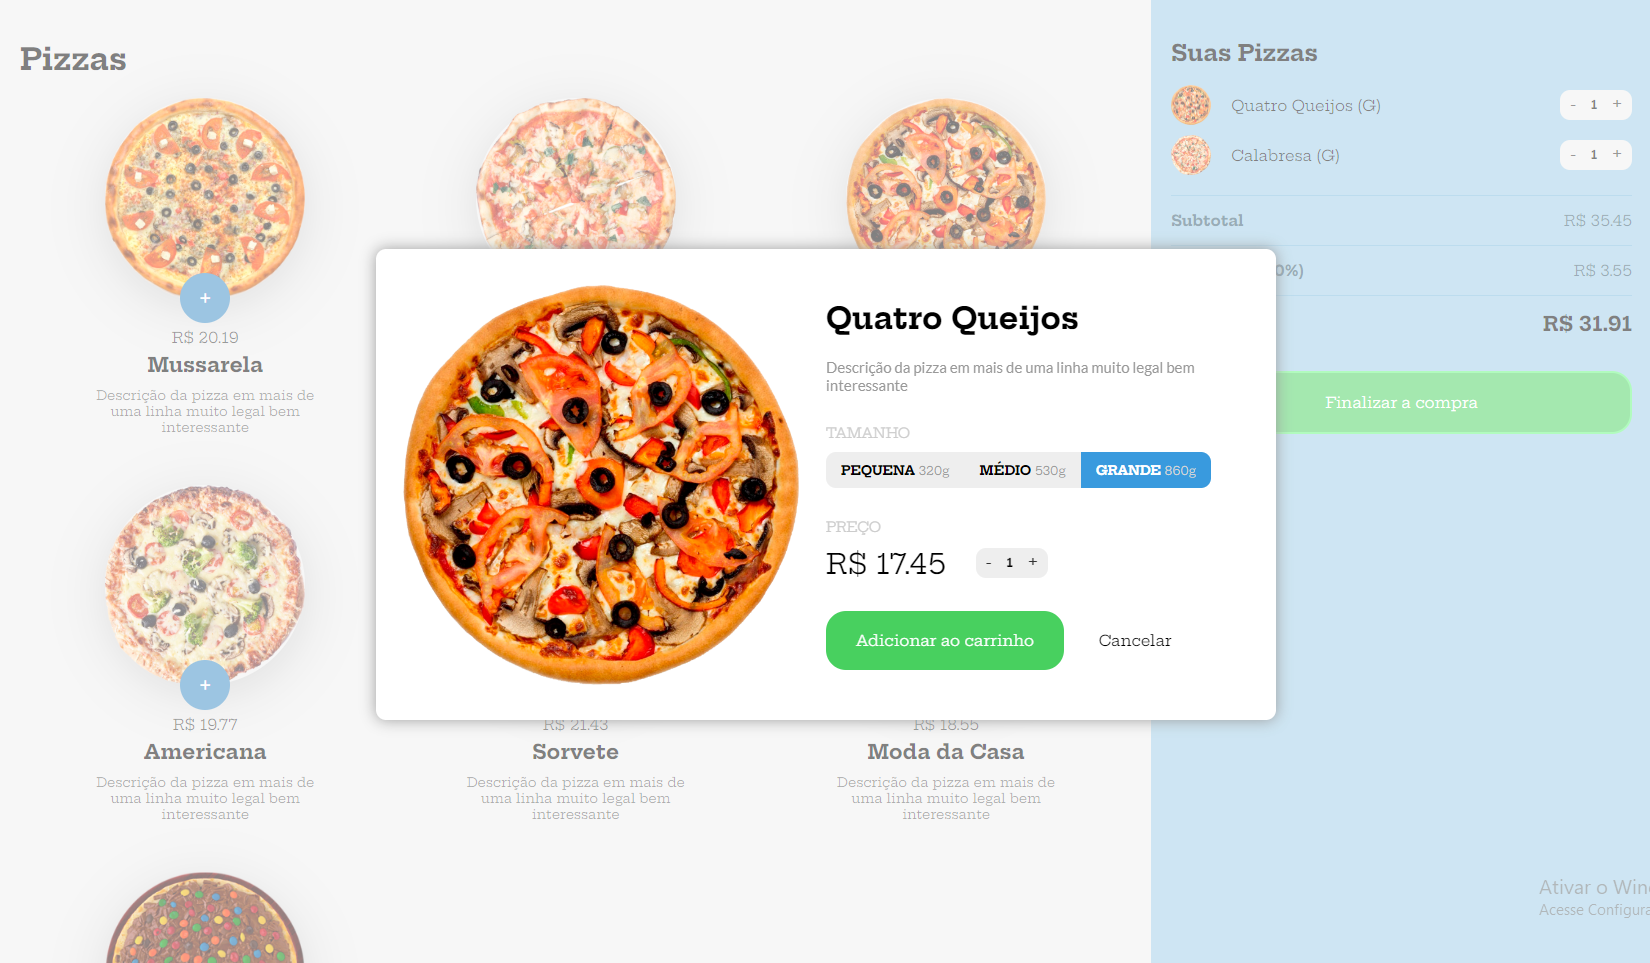 Pizzas
+
R$ 20.19
Mussarela
Descrição da pizza em mais de
uma linha muito legal bem
interessante
+
R$ 19.77
Americana
Descrição da pizza em mais de
uma linha muito legal bem
interessante
R$ 21.43
Sorvete
Descrição da pizza em mais de
uma linha muito legal bem
interessante
R$ 18.55
Moda da Casa
Descrição da pizza em mais de
uma linha muito legal bem
interessante
Quatro Queijos
Descrição da pizza em mais de uma linha muito legal bem
interessante
TAMANHO
PEQUENA 320g MÉDIO 530g GRANDE 860g
PREÇO
R$ 17.45 - 1 +
Adicionar ao carrinho Cancelar
Suas Pizzas
Quatro Queijos (G) - 1 +
Calabresa (G) - 1 +
Subtotal R$ 35.45
0%) R$ 3.55
R$ 31.91
Finalizar a compra
Ativar o Win
Acesse Configura